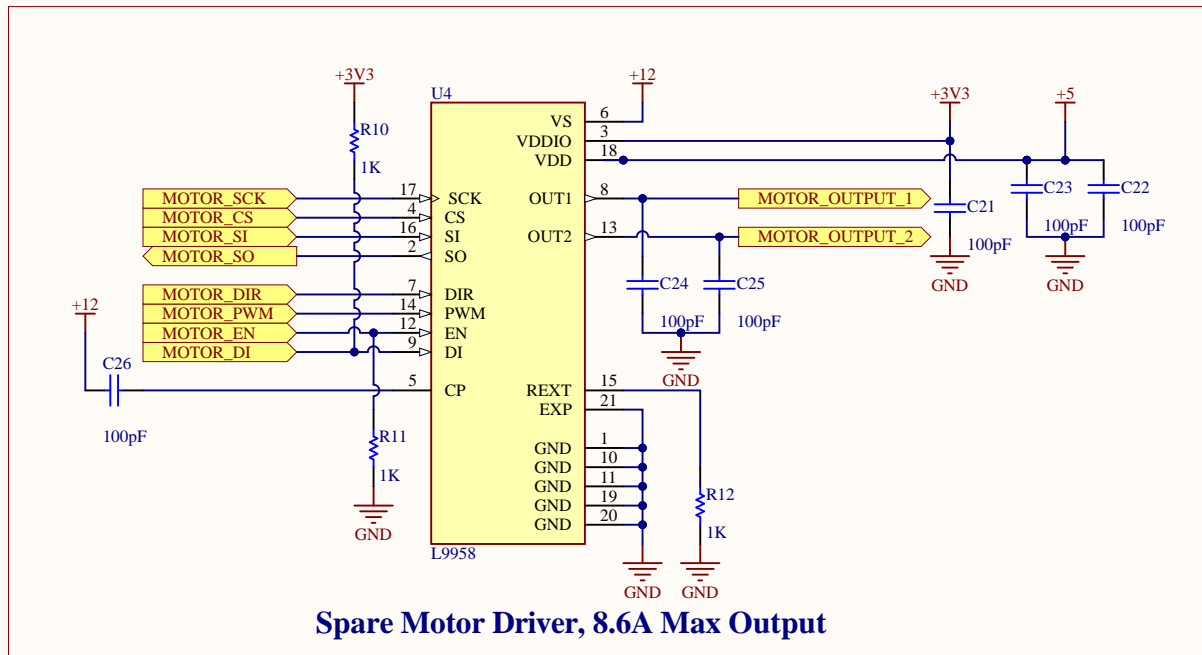 +12
+3V3
+3V3
+5
U4
R10
1K
VS
6
VDDIO
3
VDD
18
MOTOR_SCK
17
SCK
OUT1
8
MOTOR_OUTPUT_1
MOTOR_CS
4
CS
MOTOR_SI
16
SI
OUT2
13
MOTOR_OUTPUT_2
MOTOR_SO
2
SO
C21
100pF
C23
100pF
C22
100pF
GND
GND
MOTOR_DIR
7
DIR
MOTOR_PWM
14
PWM
MOTOR_EN
12
EN
MOTOR_DI
9
DI
C24
100pF
C25
100pF
GND
+12
C26
100pF
5
CP
REXT
15
EXP
21
R11
1K
GND
GND
1
GND
10
GND
11
GND
19
GND
20
R12
1K
L9958
GND
GND
Spare Motor Driver, 8.6A Max Output